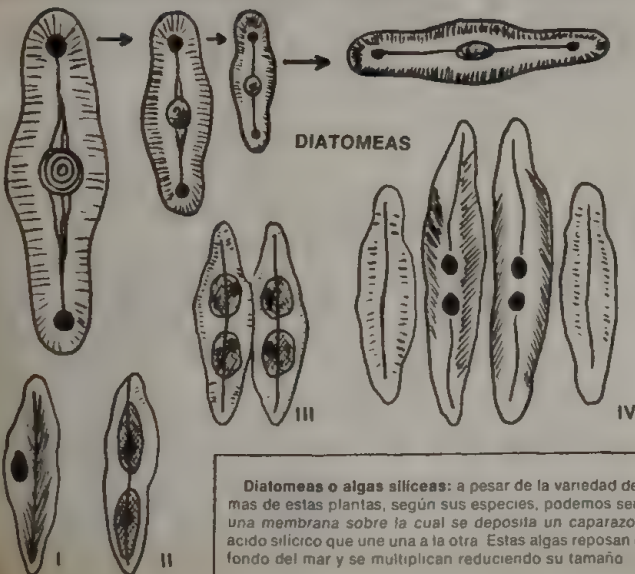 DIATOMEAS
III
IV
I
II
Diatomeas o algas silíceas: a pesar de la variedad de
mas de estas plantas, según sus especies, podemos
una membrana sobre la cual se deposita un caparazo
acido silícico que une una a la otra Estas algas reposan
fondo del mar y se multiplican reduciendo su tamaño